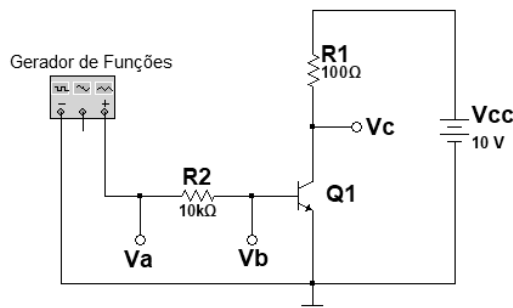 Gerador de Funções
R1
100Ω
Vc
Vcc
10 V
R2
10kΩ
Q1
Va
Vb